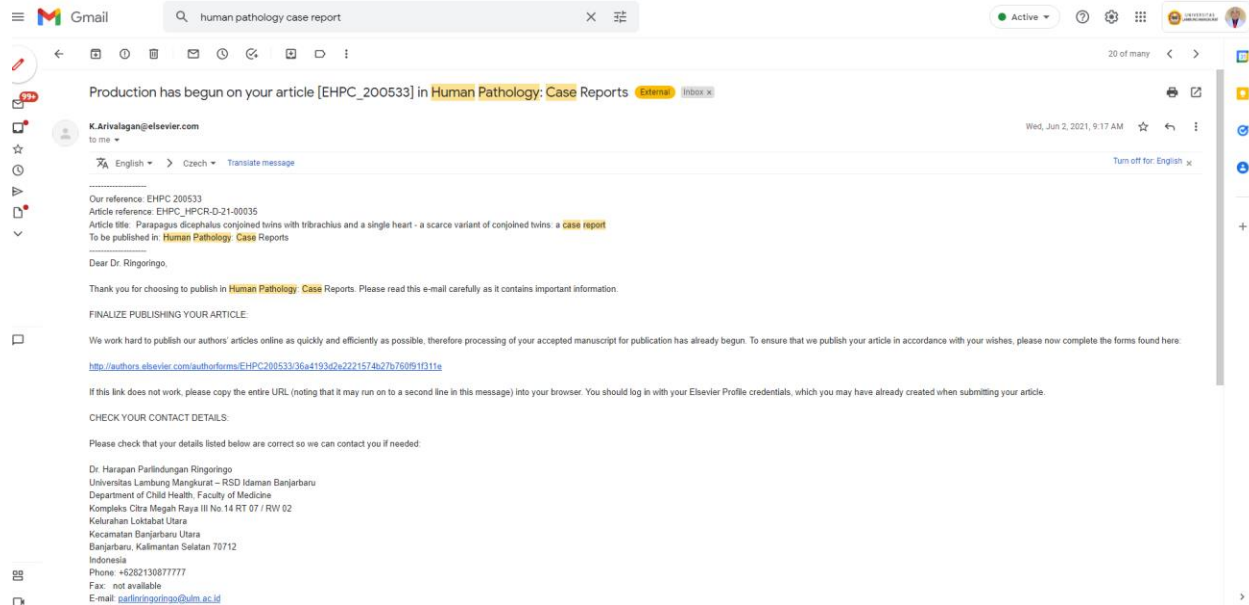 Gmail
human pathology case report
Active
UNIVERSITAS
LAMBUNG MANGKURAT
20 of many
Production has begun on your article [EHPC_200533] in Human Pathology: Case Reports External Inbox x
99+
K.Arivalagan@elsevier.com
Wed, Jun 2, 2021, 9:17 AM
to me
English > Czech Translate message
Turn off for: English x
--------------------
Our reference: EHPC 200533
Article reference: EHPC_HPCR-D-21-00035
Article title: Parapagus dicephalus conjoined twins with tribrachius and a single heart - a scarce variant of conjoined twins: a case report
To be published in: Human Pathology: Case Reports
--------------------
Dear Dr. Ringoringo,
Thank you for choosing to publish in Human Pathology: Case Reports. Please read this e-mail carefully as it contains important information.
FINALIZE PUBLISHING YOUR ARTICLE:
We work hard to publish our authors' articles online as quickly and efficiently as possible, therefore processing of your accepted manuscript for publication has already begun. To ensure that we publish your article in accordance with your wishes, please now complete the forms found here:
http://authors.elsevier.com/authorforms/EHPC200533/36a4193d2e2221574b27b760f91f311e
If this link does not work, please copy the entire URL (noting that it may run on to a second line in this message) into your browser. You should log in with your Elsevier Profile credentials, which you may have already created when submitting your article.
CHECK YOUR CONTACT DETAILS:
Please check that your details listed below are correct so we can contact you if needed:
Dr. Harapan Parlindungan Ringoringo
Universitas Lambung Mangkurat – RSD Idaman Banjarbaru
Department of Child Health, Faculty of Medicine
Kompleks Citra Megah Raya III No.14 RT 07 / RW 02
Kelurahan Loktabat Utara
Kecamatan Banjarbaru Utara
Banjarbaru, Kalimantan Selatan 70712
Indonesia
Phone: +6282130877777
Fax: not available
E-mail: parlinringoringo@ulm.ac.id